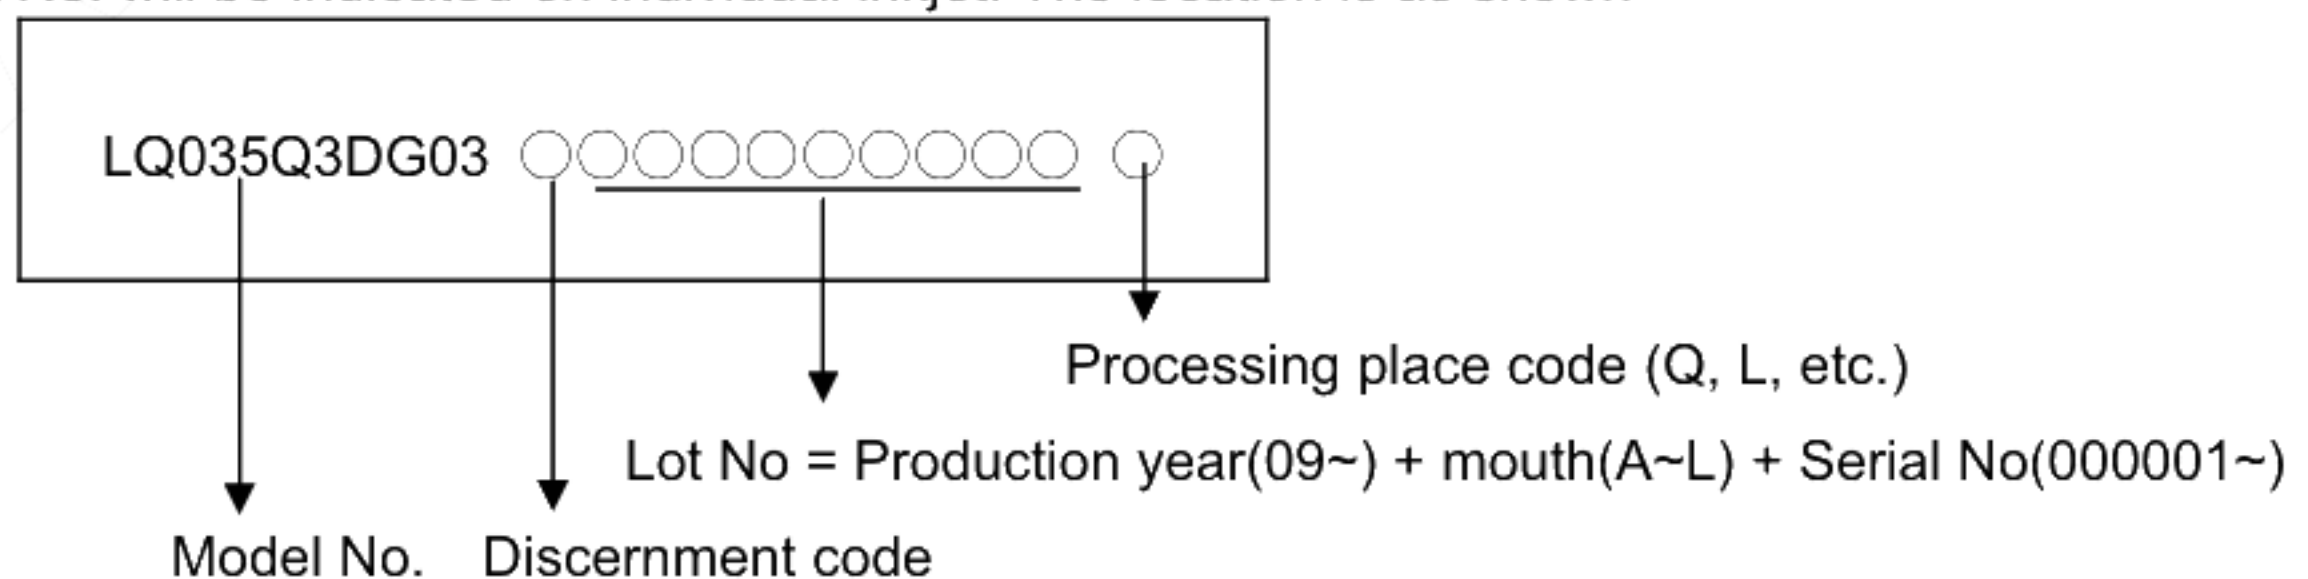 LQ035Q3DG03 ○○○○○○○○○○ ○
Processing place code (Q, L, etc.)
Lot No = Production year(09~) + mouth(A~L) + Serial No(000001~)
Model No. Discernment code